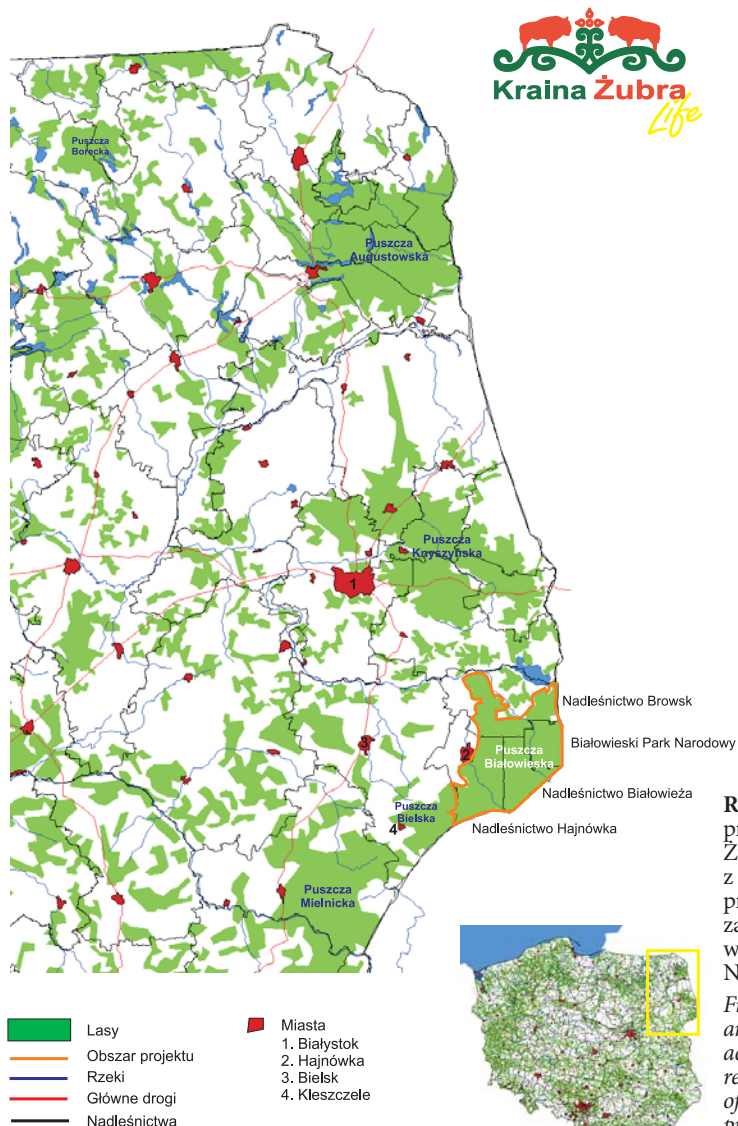 Kraina Żubra
Life
Puszcza
Borecka
Puszcza
Augustowska
Puszcza
Knyszyńska
1
Nadleśnictwo Browsk
Białowieski Park Narodowy
3
2
Puszcza
Białowieska
Nadleśnictwo Białowieża
Puszcza
Bielska
4
Nadleśnictwo Hajnówka
Puszcza
Mielnicka
Lasy
Obszar projektu
Rzeki
Główne drogi
Nadleśnictwa
Miasta
1. Białystok
2. Hajnówka
3. Bielsk
4. Kleszczele